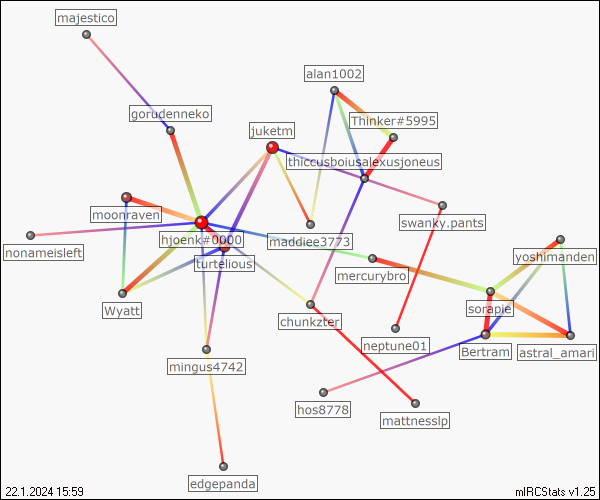 majestico
alan1002
gorudenneko
Thinker#5995
juketm
thiccusboiusalexusjoneus
moonraven
swanky.pants
hjoenk#0000
maddiee3773
nonameisleft
turtelious
yoshimanden
mercurybro
Wyatt
sorapie
chunkzter
neptune01
Bertram
astral_amari
mingus4742
hos8778
mattnesslp
edgepanda
22.1.2024 15:59
mIRCStats v1.25